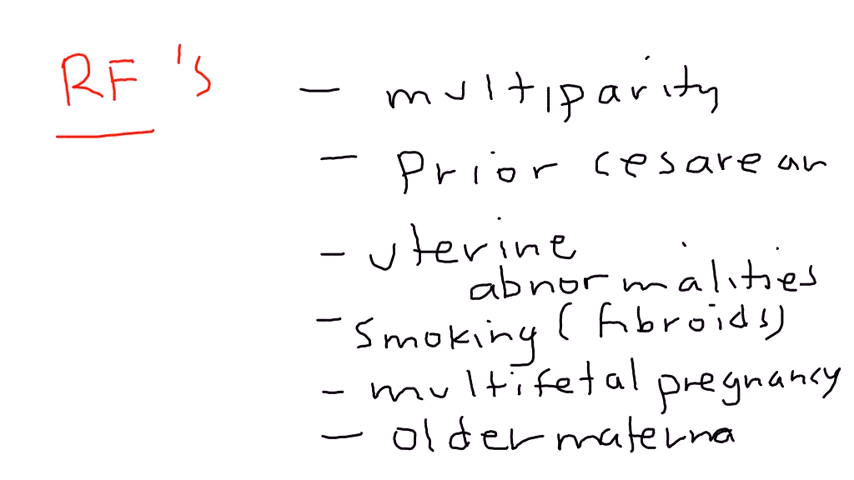 RF's
- multiparity
- Prior cesarean
- uterine
abnormalities
- smoking (fibroids)
- multifetal pregnancy
- older materna